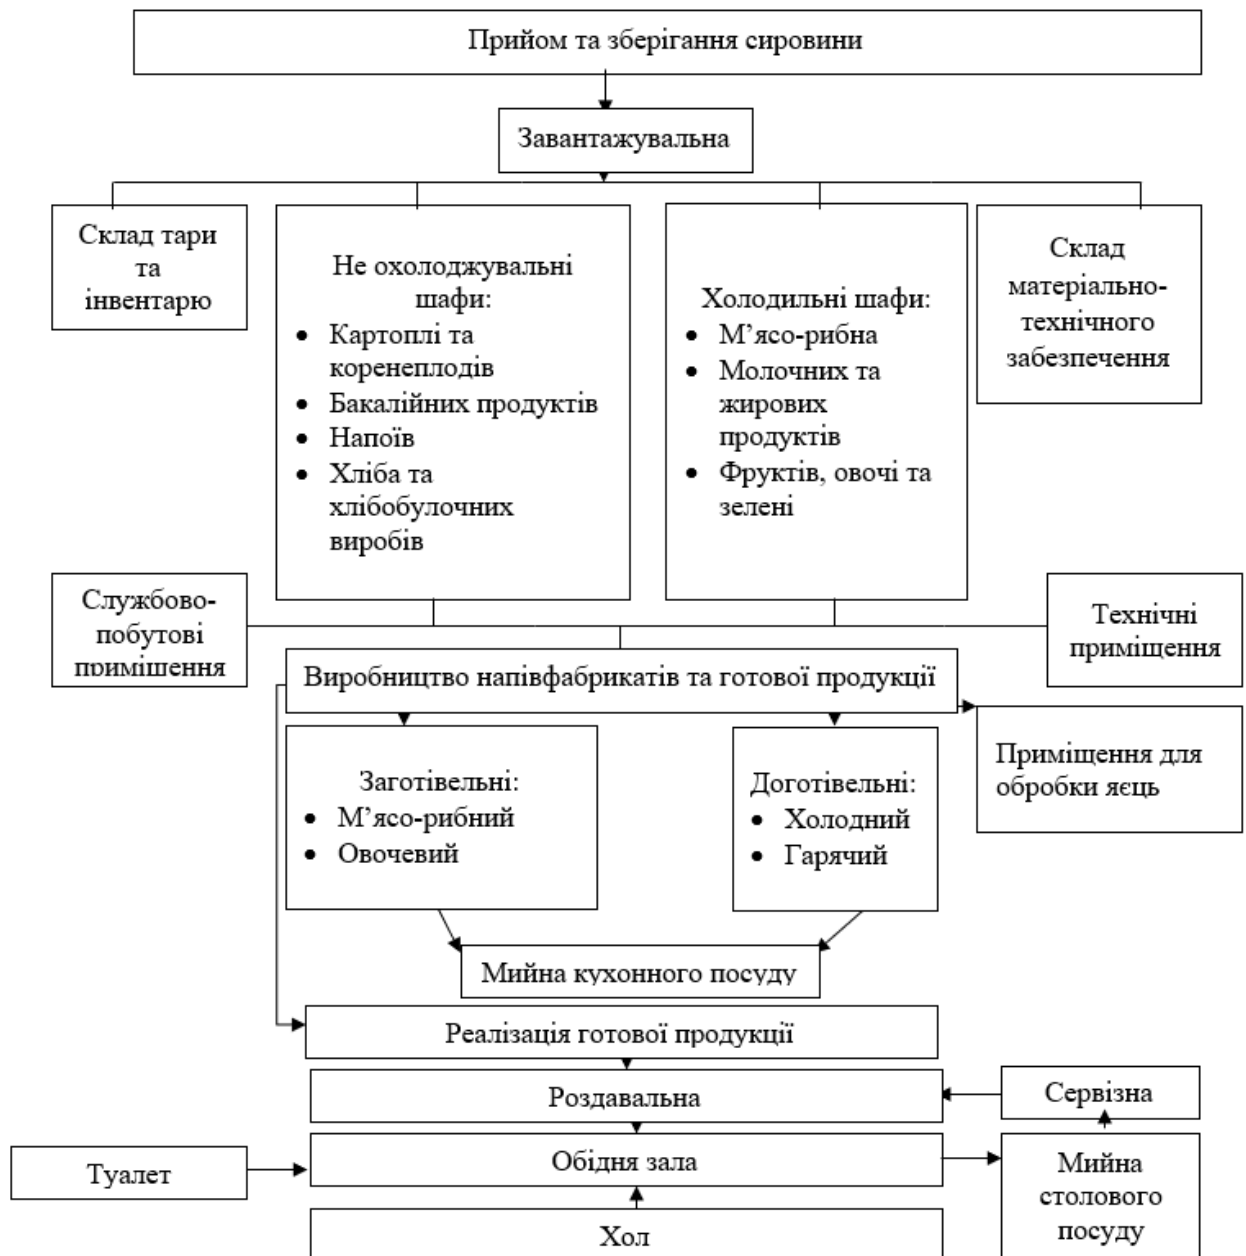 Прийом та зберігання сировини
Завантажувальна
Склад тари
та
інвентарю
Не охолоджувальні
шафи:
• Картоплі та
коренеплодів
• Бакалійних продуктів
• Напоїв
• Хліба та
хлібобулочних
виробів
Холодильні шафи:
• М’ясо-рибна
• Молочних та
жирових
продуктів
• Фруктів, овочі та
зелені
Склад
матеріально-
технічного
забезпечення
Службово-
побутові
приміщення
Технічні
приміщення
Виробництво напівфабрикатів та готової продукції
Заготівельні:
• М’ясо-рибний
• Овочевий
Доготівельні:
• Холодний
• Гарячий
Приміщення для
обробки яєць
Мийна кухонного посуду
Реалізація готової продукції
Роздавальна
Сервізна
Туалет
Обідня зала
Мийна
столового
посуду
Хол